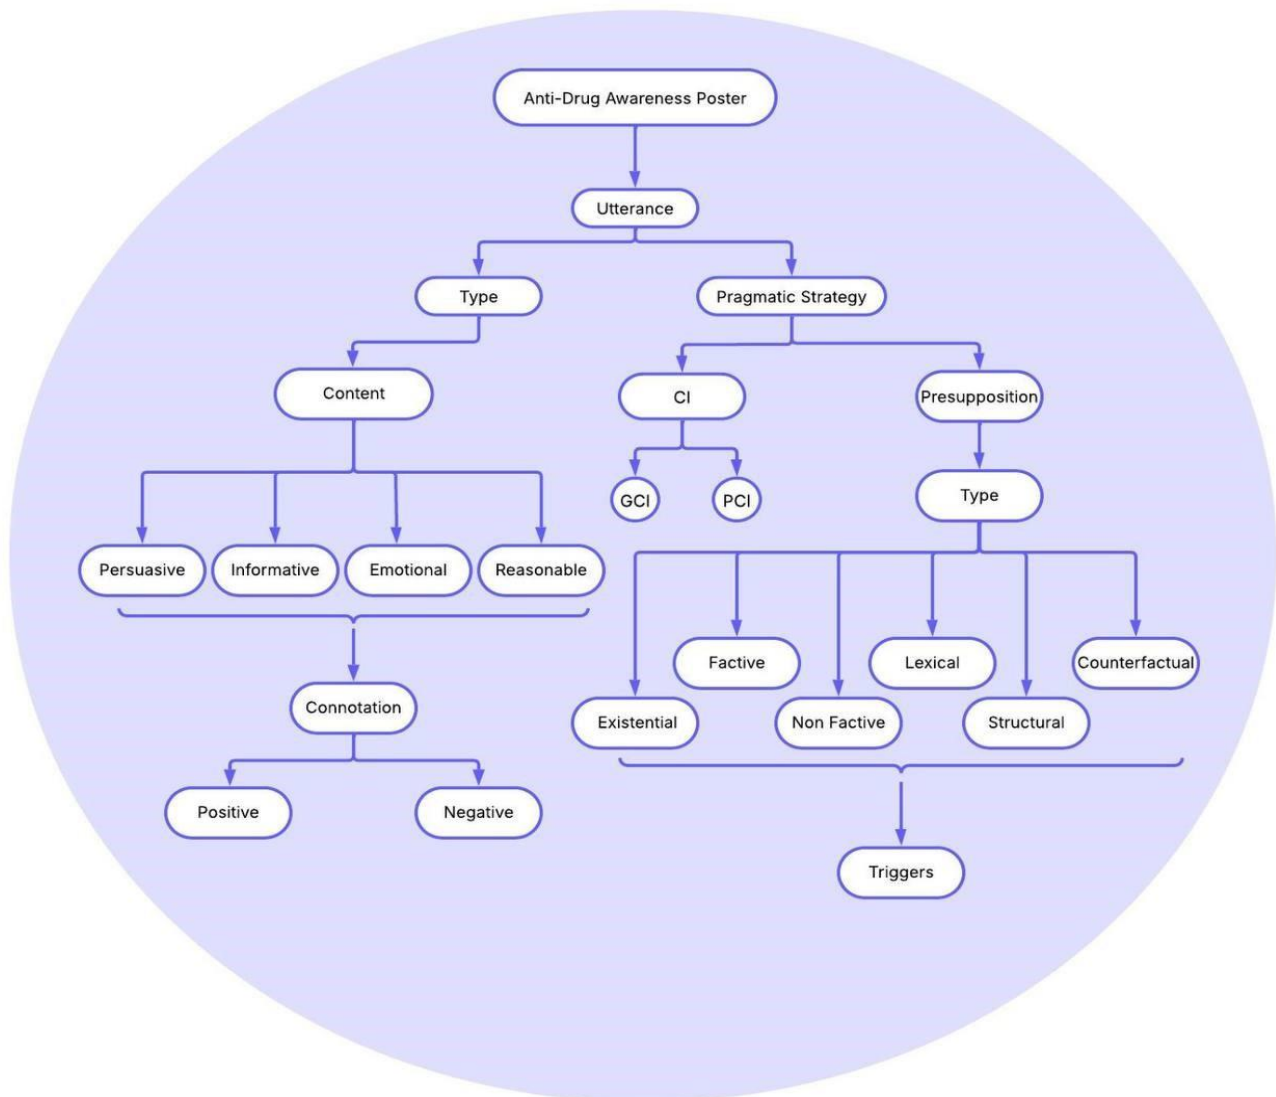 Anti-Drug Awareness Poster
Utterance
Type
Pragmatic Strategy
Content
CI
Presupposition
GCI
PCI
Type
Persuasive
Informative
Emotional
Reasonable
Factive
Lexical
Counterfactual
Connotation
Existential
Non Factive
Structural
Positive
Negative
Triggers